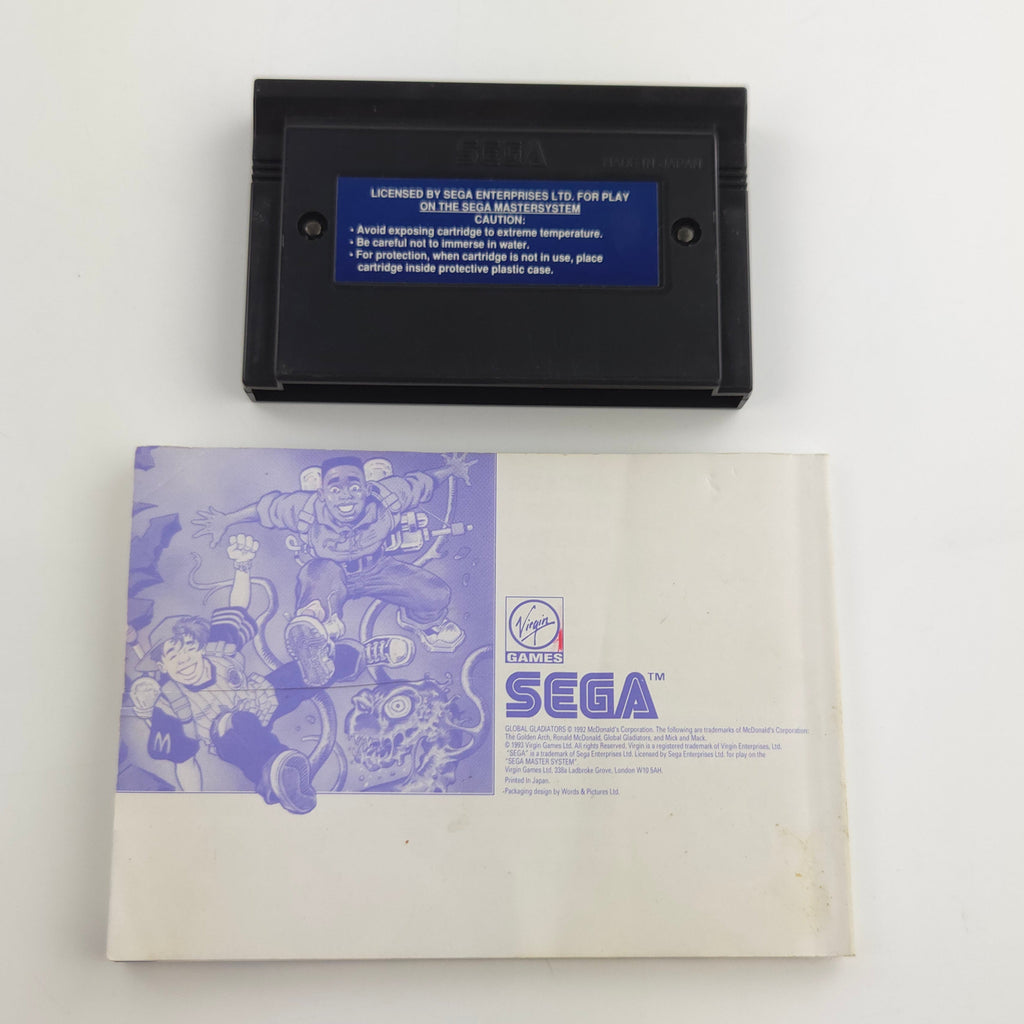 SEGA
MADE IN JAPAN
LICENSED BY SEGA ENTERPRISES LTD. FOR PLAY
ON THE SEGA MASTERSYSTEM
CAUTION:
• Avoid exposing cartridge to extreme temperature.
• Be careful not to immerse in water.
• For protection, when cartridge is not in use, place
cartridge inside protective plastic case.
M
Virgin
GAMES
SEGA™
GLOBAL GLADIATORS © 1992 McDonald's Corporation. The following are trademarks of McDonald's Corporation:
The Golden Arch, Ronald McDonald, Global Gladiators, and Mick and Mack.
© 1993 Virgin Games Ltd. All rights Reserved. Virgin is a registered trademark of Virgin Enterprises, Ltd.
"SEGA" is a trademark of Sega Enterprises Ltd. Licensed by Sega Enterprises Ltd. for play on the
"SEGA MASTER SYSTEM".
Virgin Games Ltd. 338a Ladbroke Grove, London W10 5AH.
Printed In Japan.
Packaging design by Words & Pictures Ltd.